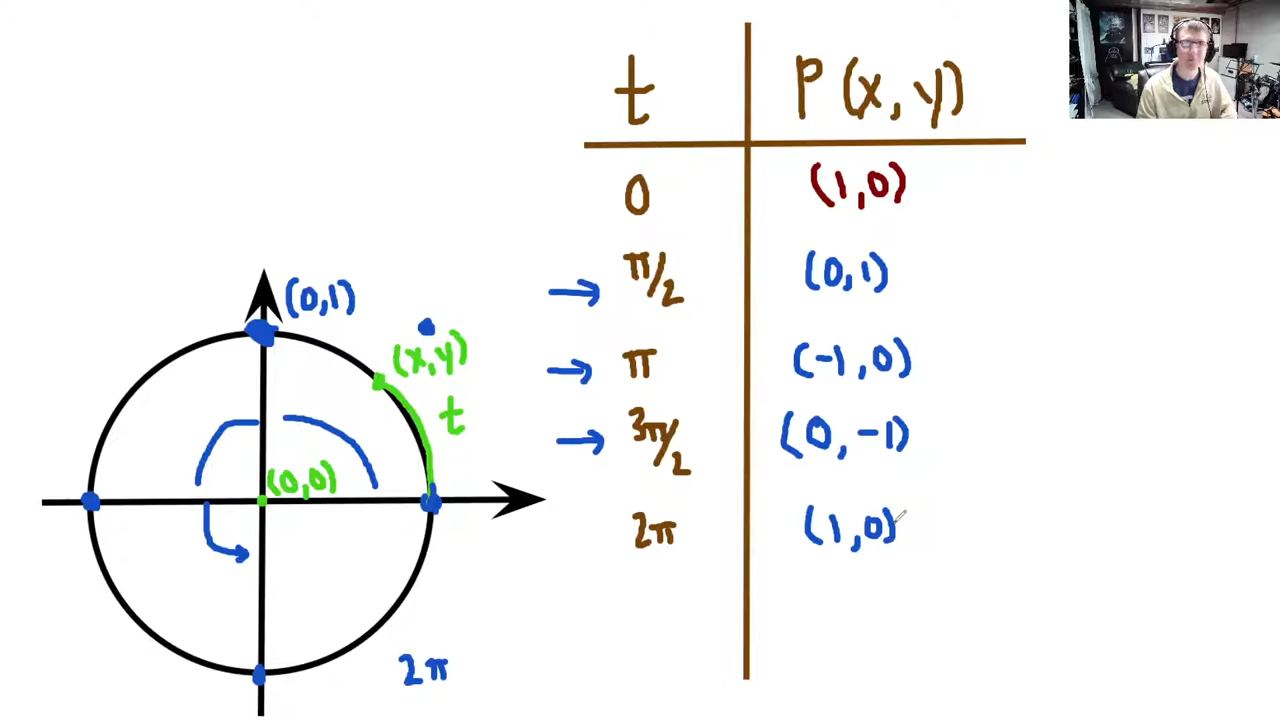 t P(x,y)
0 (1,0)
π/2 (0,1)
π (-1,0)
3π/2 (0,-1)
2π (1,0)
(0,1)
(x,y)
t
(0,0)
2π